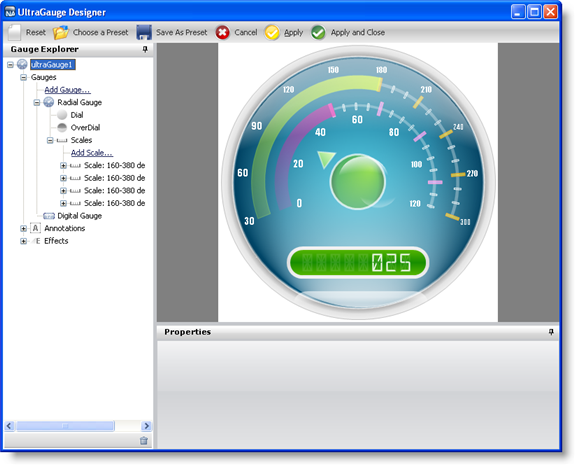 UltraGauge Designer
Reset Choose a Preset Save As Preset Cancel Apply Apply and Close
Gauge Explorer
ultraGauge1
Gauges
Add Gauge...
Radial Gauge
Dial
OverDial
Scales
Add Scale...
Scale: 160-380 de
Scale: 160-380 de
Scale: 160-380 de
Scale: 160-380 de
Digital Gauge
Annotations
Effects
30 60 90 120 150 180 210 240 270 300
0 20 40 60 80 100 120
025
Properties